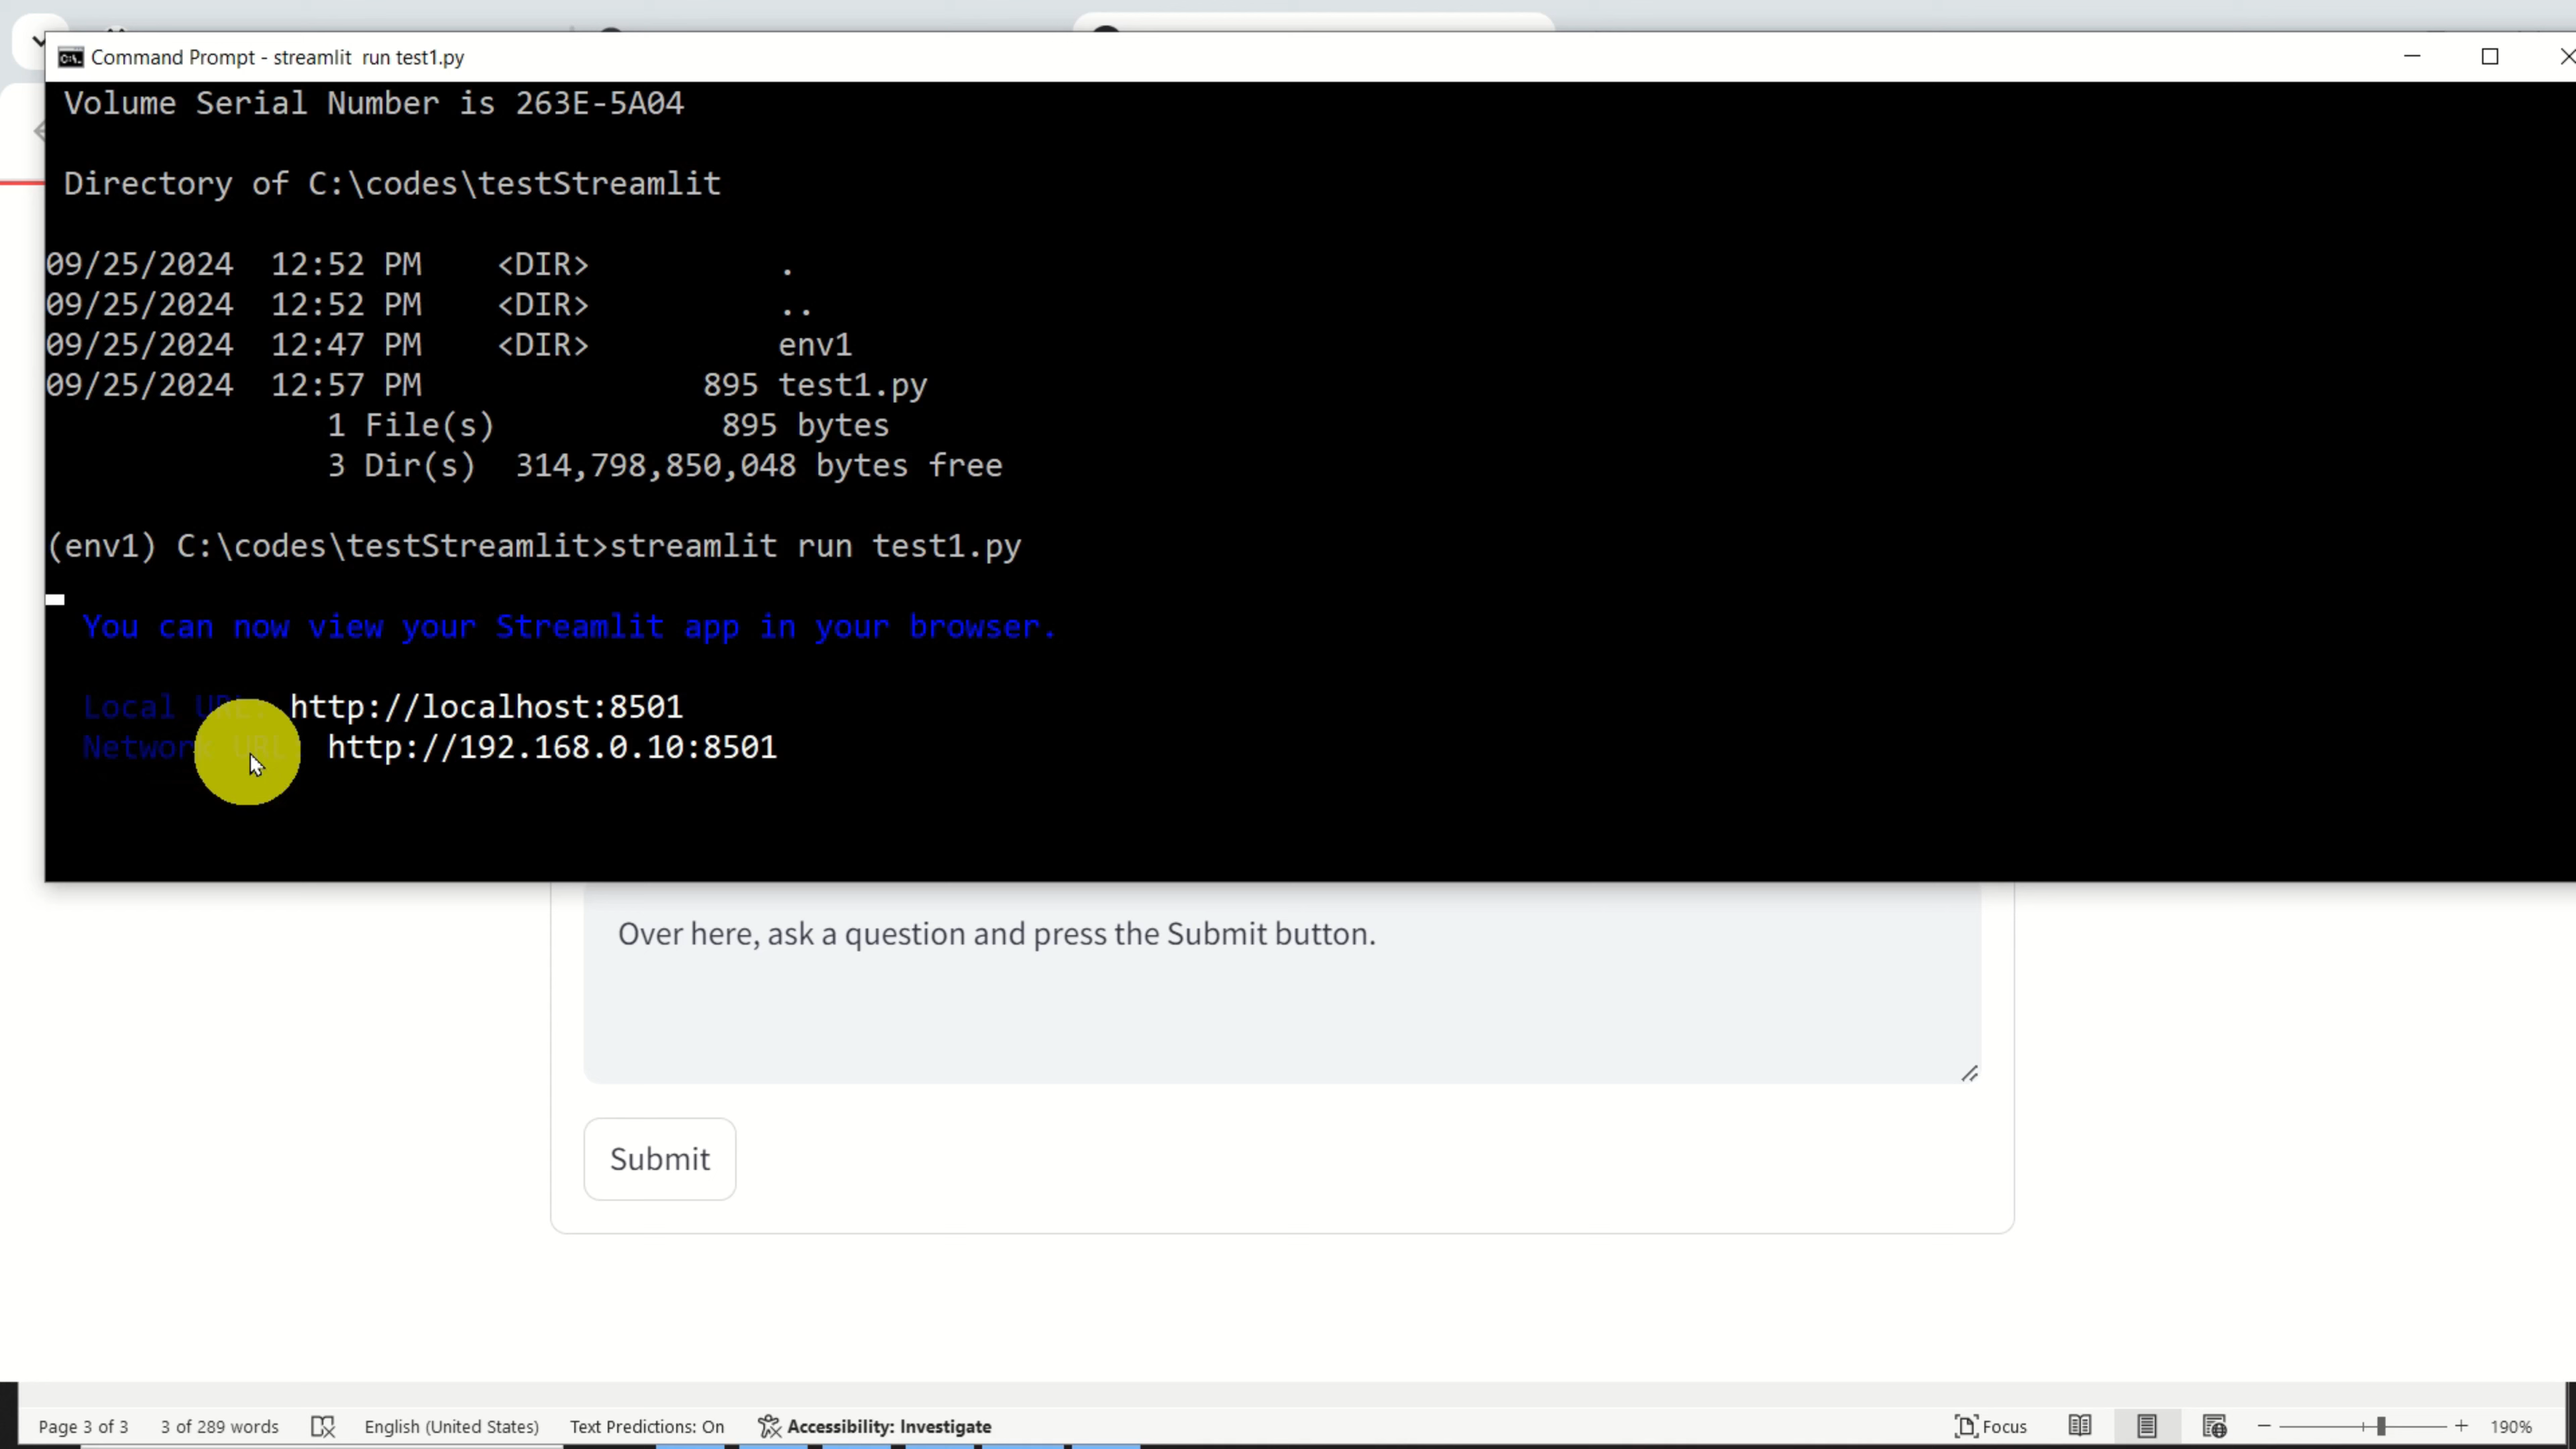 Command Prompt - streamlit  run test1.py
Volume Serial Number is 263E-5A04
Directory of C:\codes\testStreamlit
09/25/2024  12:52 PM    <DIR>          .
09/25/2024  12:52 PM    <DIR>          ..
09/25/2024  12:47 PM    <DIR>          env1
09/25/2024  12:57 PM               895 test1.py
1 File(s)            895 bytes
3 Dir(s)  314,798,850,048 bytes free
(env1) C:\codes\testStreamlit>streamlit run test1.py
You can now view your Streamlit app in your browser.
Local URL: http://localhost:8501
Network URL: http://192.168.0.10:8501
Over here, ask a question and press the Submit button.
Submit
Page 3 of 3  3 of 289 words  English (United States)  Text Predictions: On  Accessibility: Investigate  Focus  190%